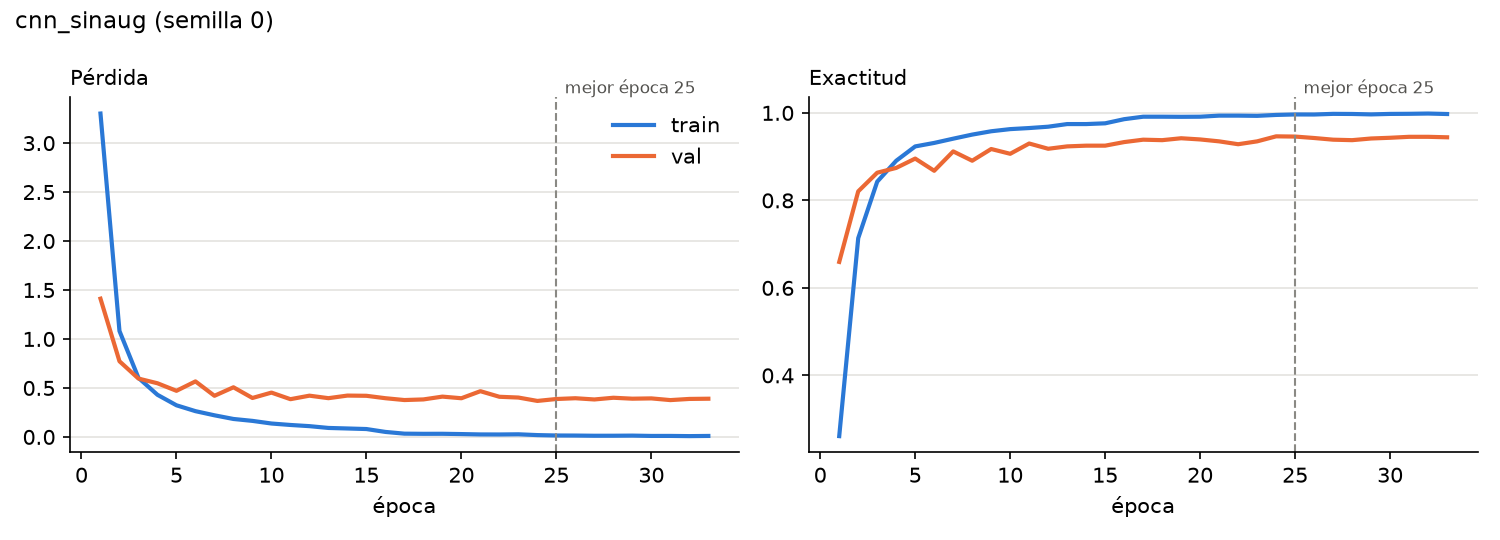 cnn_sinaug (semilla 0)
Pérdida
mejor época 25
train
val
3.0
2.5
2.0
1.5
1.0
0.5
0.0
0 5 10 15 20 25 30
época
Exactitud
mejor época 25
1.0
0.8
0.6
0.4
0 5 10 15 20 25 30
época